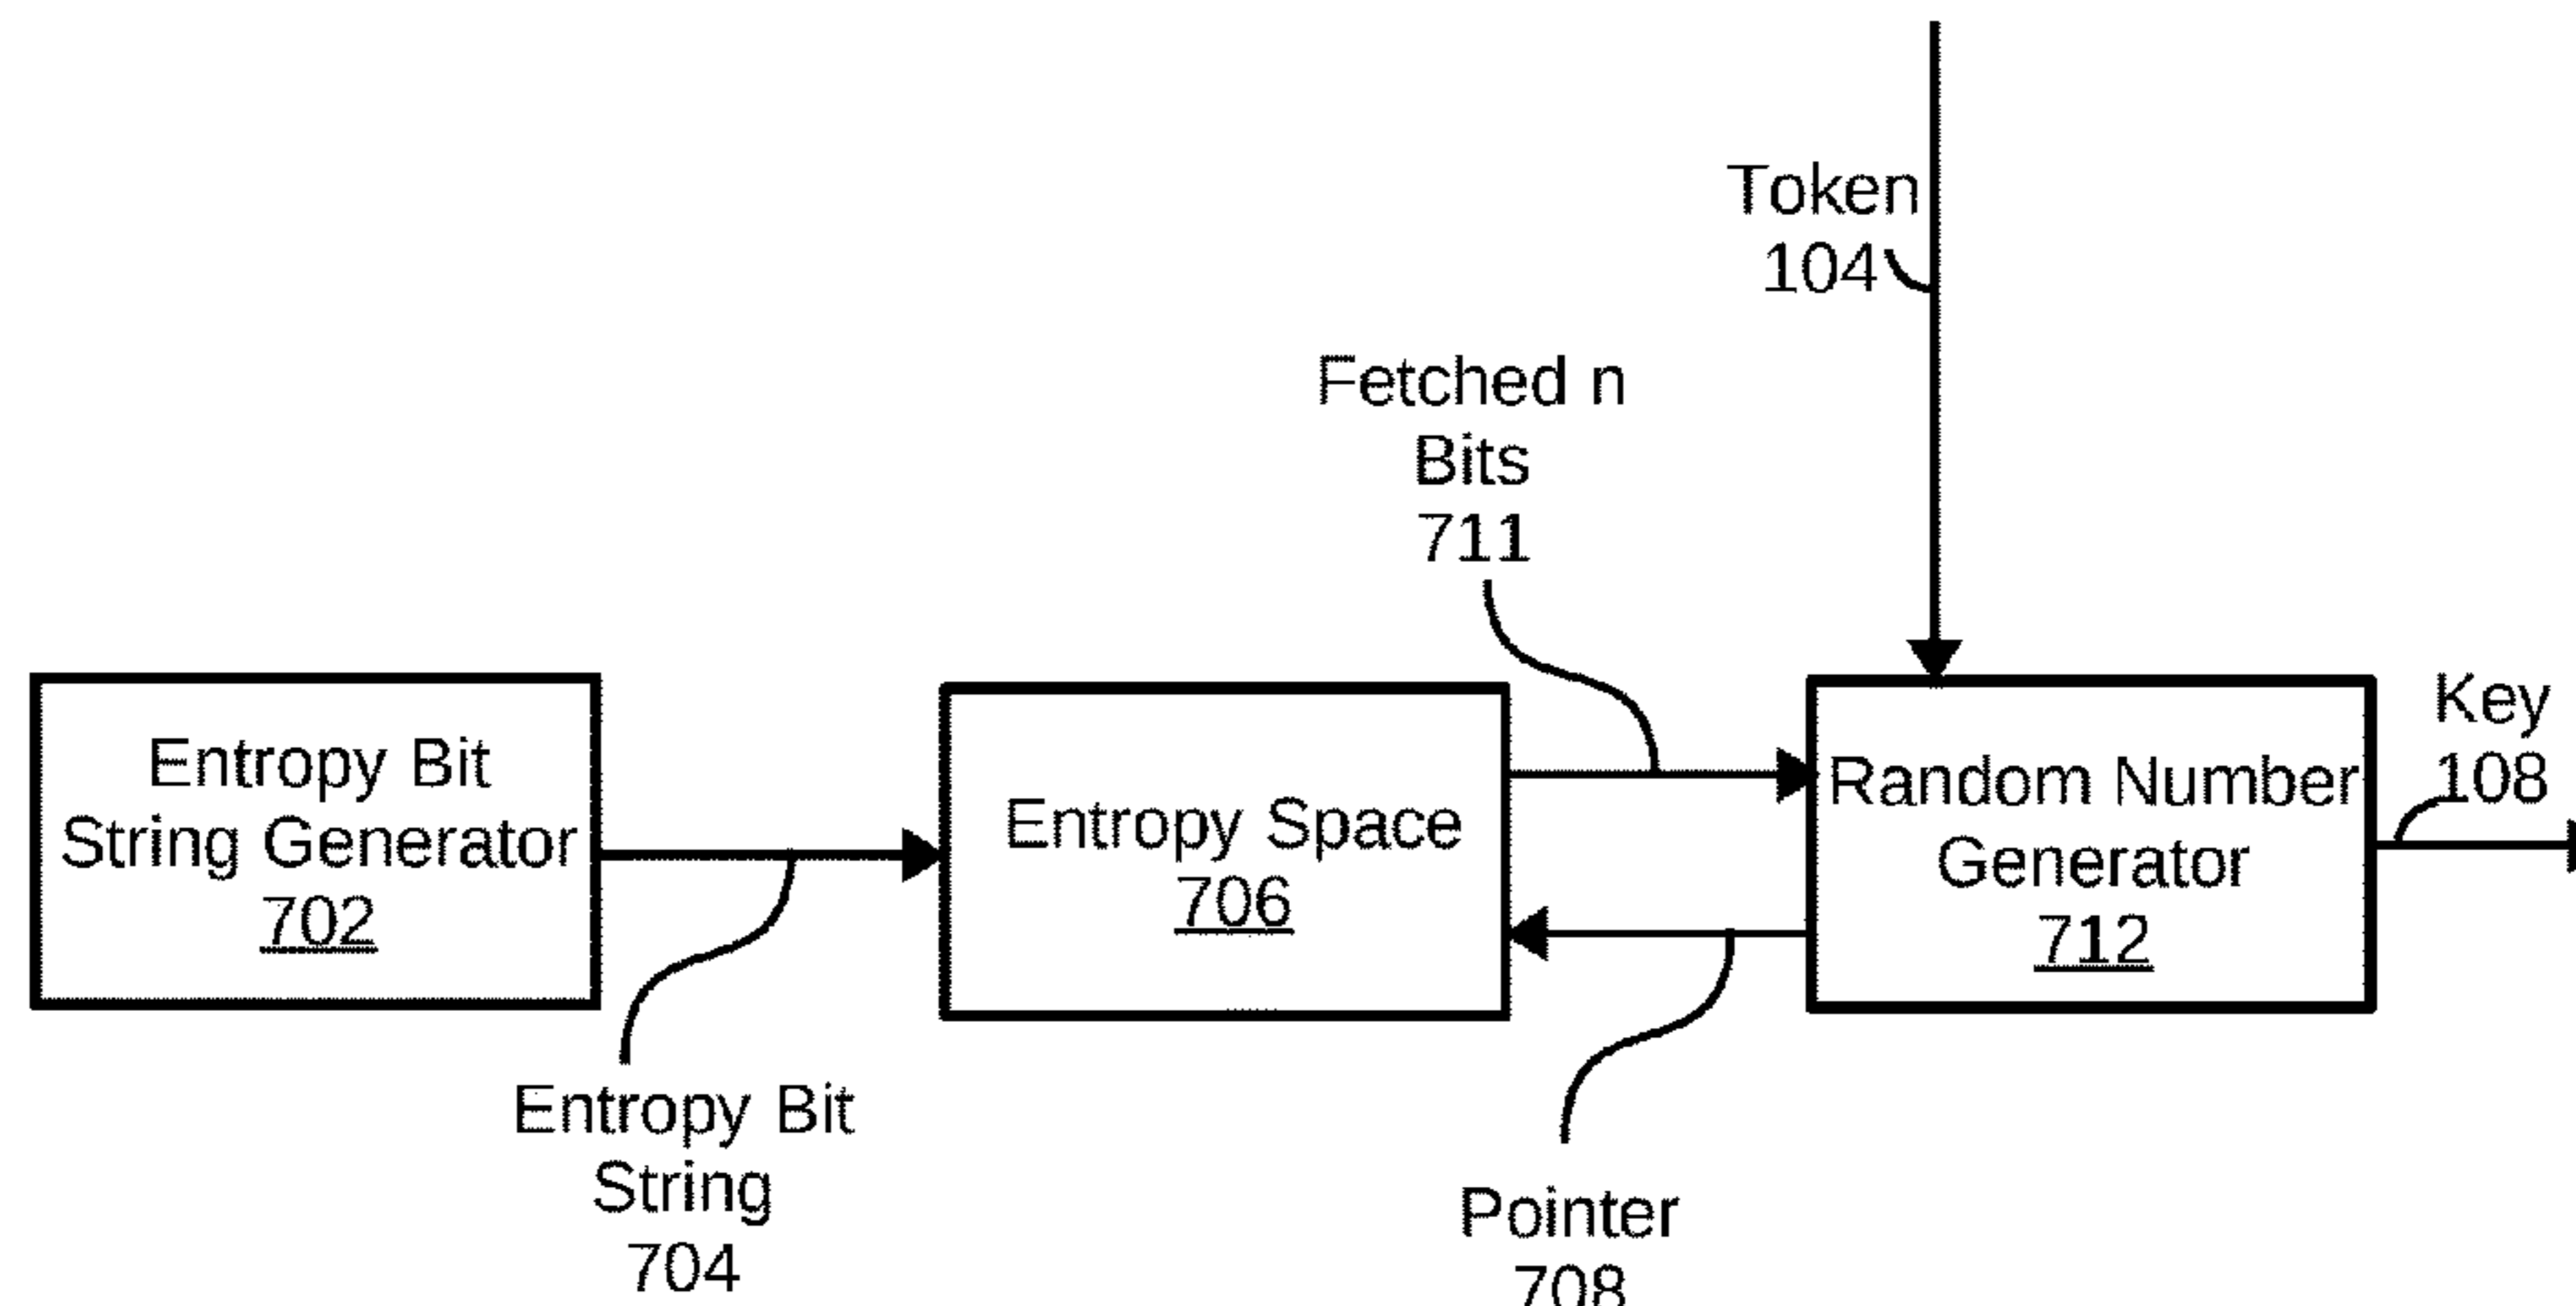 Token
104
Fetched n
Bits
711
Entropy Bit
String Generator
702
Entropy Space
706
Random Number
Generator
712
Key
108
Entropy Bit
String
704
Pointer
708